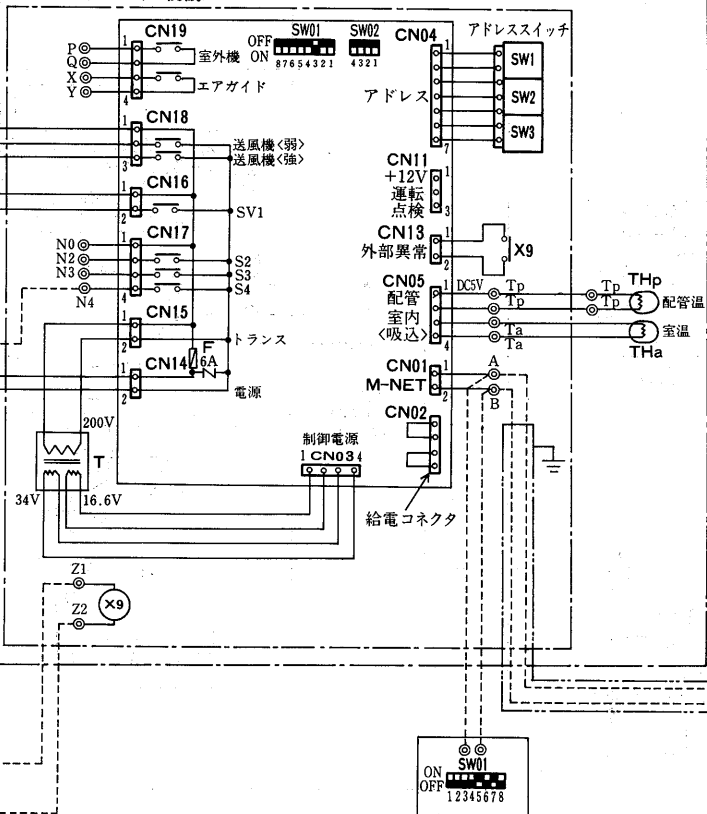 CN19
P
Q
X
Y
1
4
室外機
エアガイド
SW01
OFF
ON
87654321
SW02
4321
CN04
アドレス
1
7
アドレススイッチ
SW1
SW2
SW3
CN18
1
3
送風機<弱>
送風機<強>
CN16
1
2
SV1
CN11
+12V
運転
点検
1
3
CN17
N0
N2
N3
N4
1
4
S2
S3
S4
CN13
外部異常
1
2
X9
CN15
1
2
トランス
CN05
配管
室内
<吸込>
1
4
DC5V
Tp
Tp
Ta
Ta
Tp
Tp
THp
配管温
室温
THa
F
6A
CN14
1
2
電源
CN01
M-NET
1
2
A
B
CN02
給電コネクタ
制御電源
1 CN03 4
200V
T
34V
16.6V
Z1
Z2
X9
SW01
ON
OFF
12345678